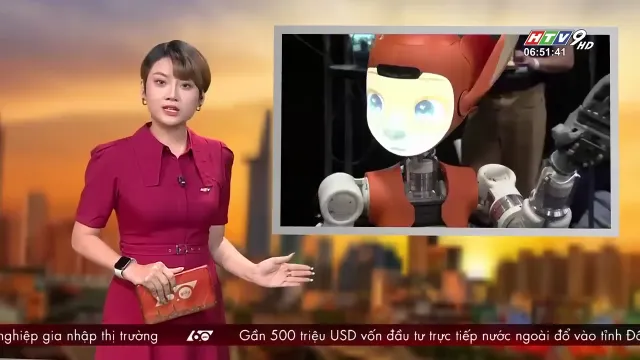 HTV9 HD
06:51:41
nghiệp gia nhập thị trường
Gần 500 triệu USD vốn đầu tư trực tiếp nước ngoài đổ vào tỉnh